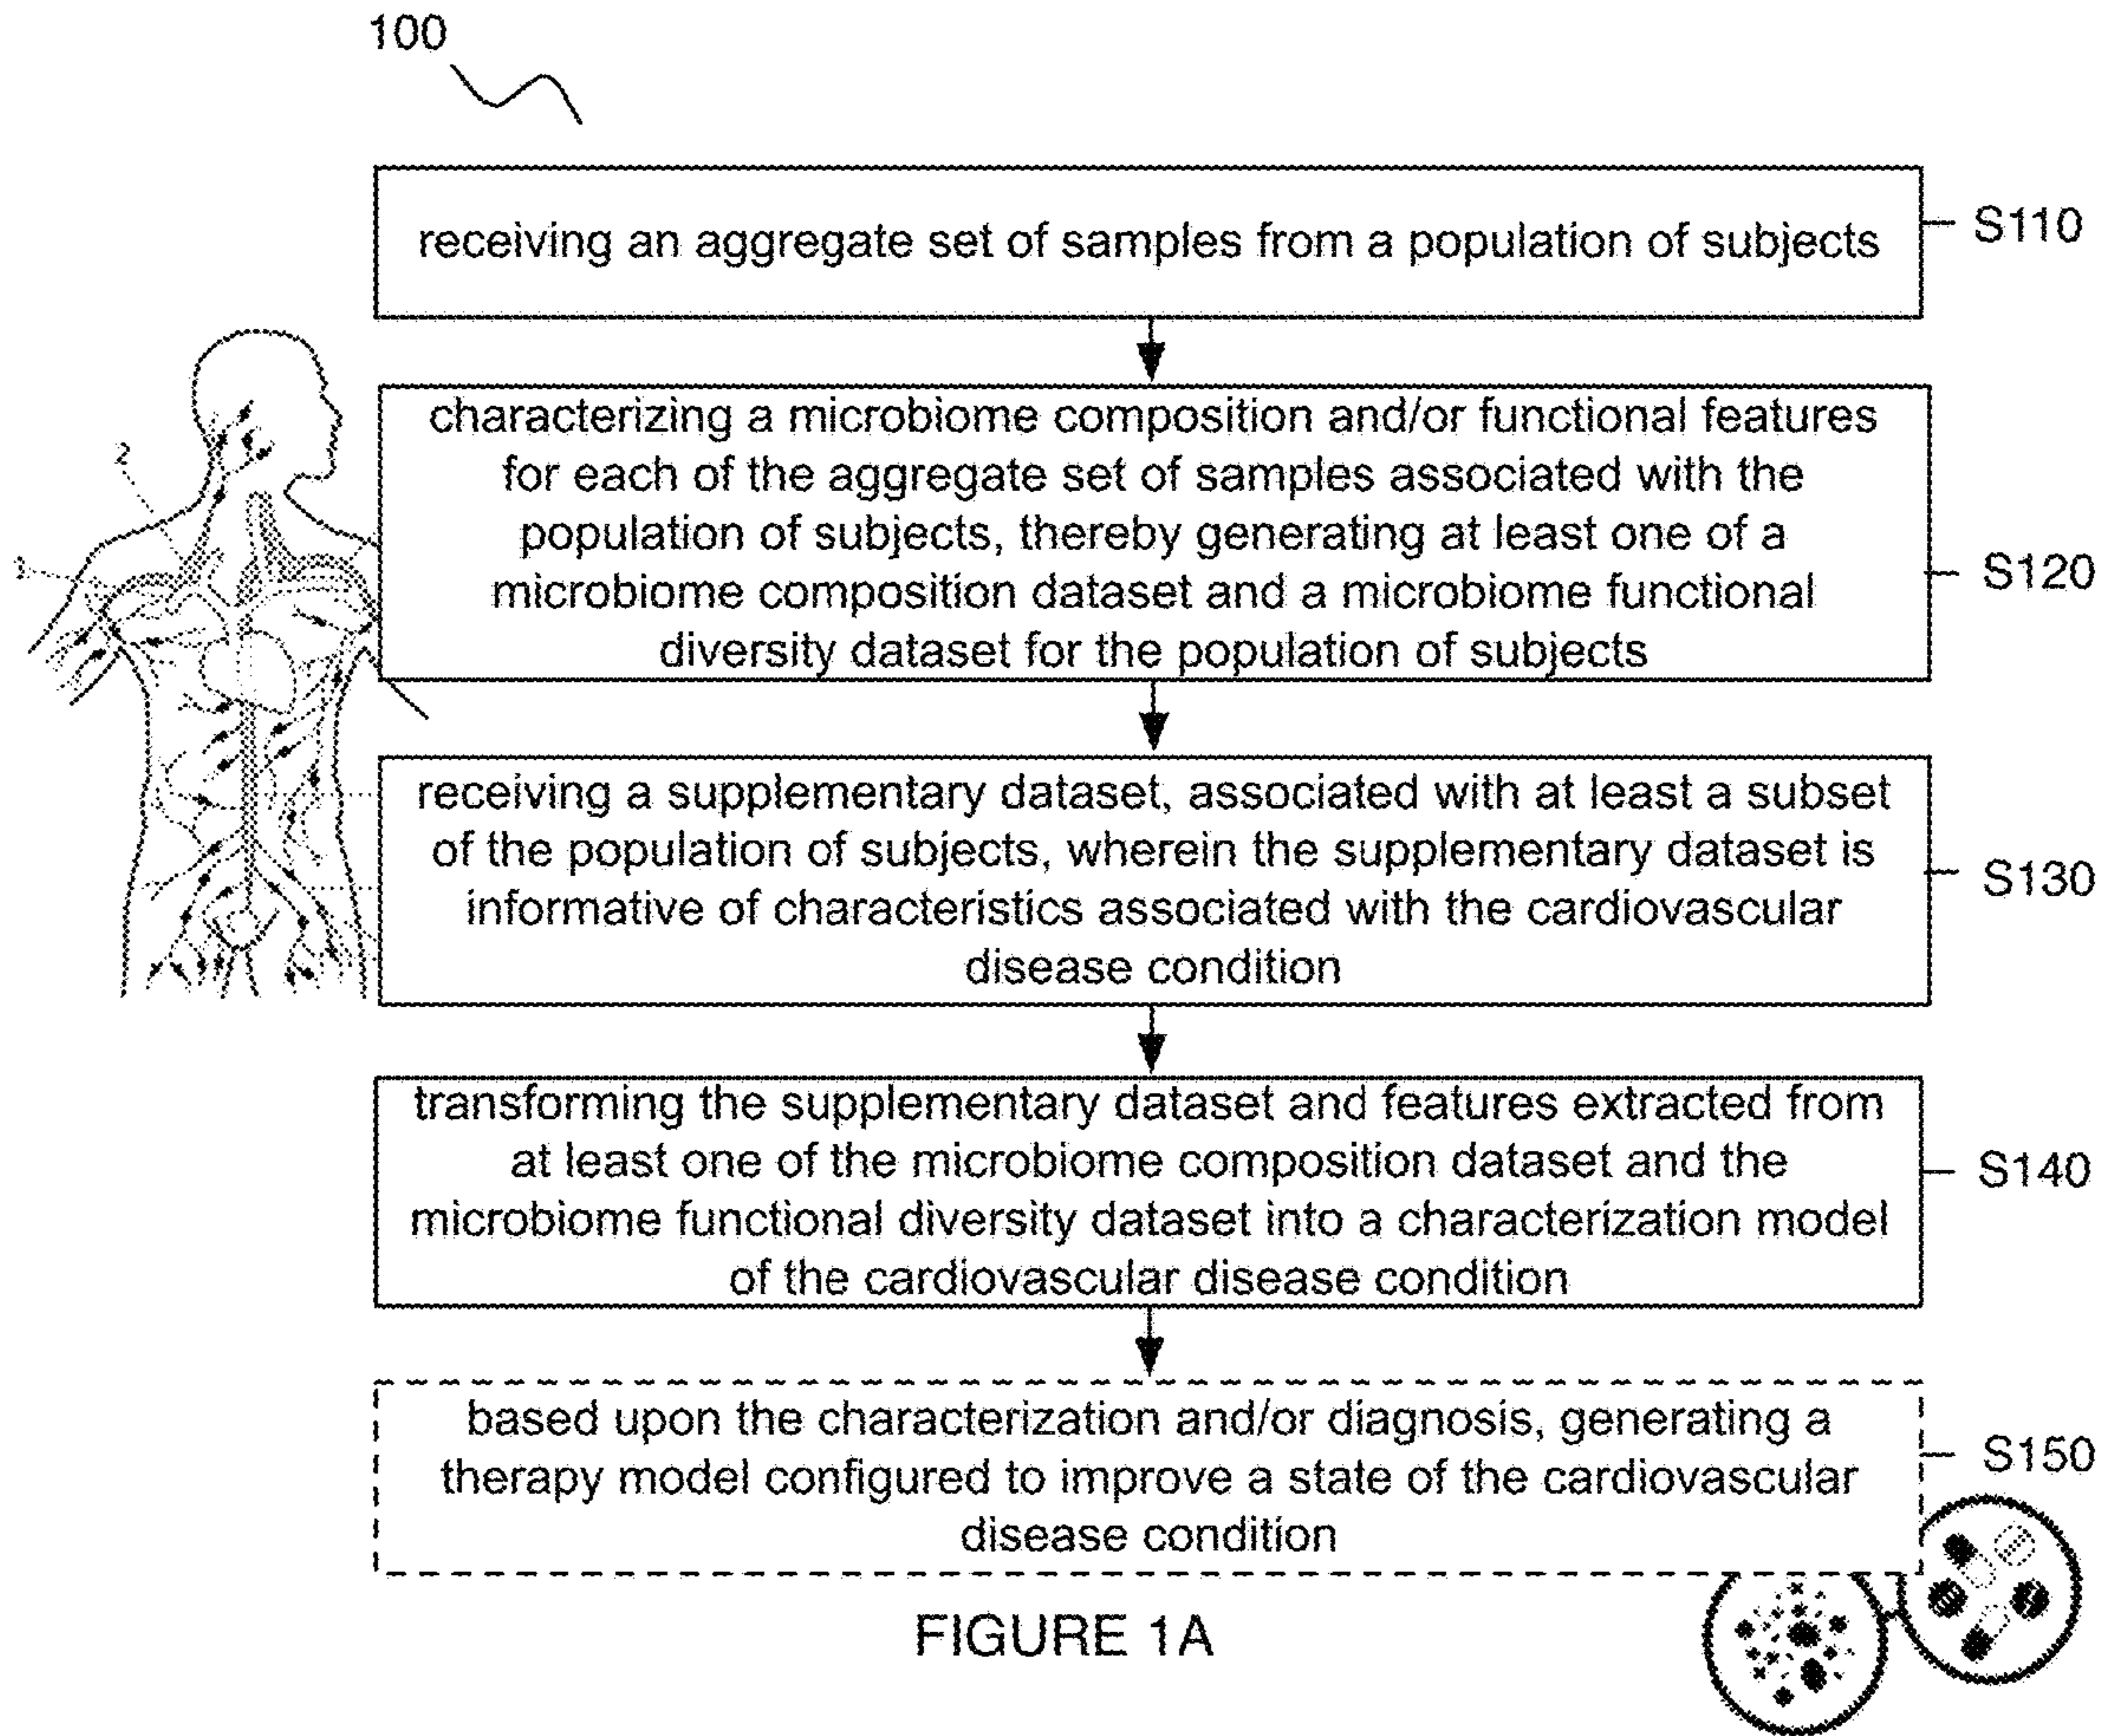 100
receiving an aggregate set of samples from a population of subjects
S110
characterizing a microbiome composition and/or functional features
for each of the aggregate set of samples associated with the
population of subjects, thereby generating at least one of a
microbiome composition dataset and a microbiome functional
diversity dataset for the population of subjects
S120
2
1
receiving a supplementary dataset, associated with at least a subset
of the population of subjects, wherein the supplementary dataset is
informative of characteristics associated with the cardiovascular
disease condition
S130
transforming the supplementary dataset and features extracted from
at least one of the microbiome composition dataset and the
microbiome functional diversity dataset into a characterization model
of the cardiovascular disease condition
S140
based upon the characterization and/or diagnosis, generating a
therapy model configured to improve a state of the cardiovascular
disease condition
S150
FIGURE 1A